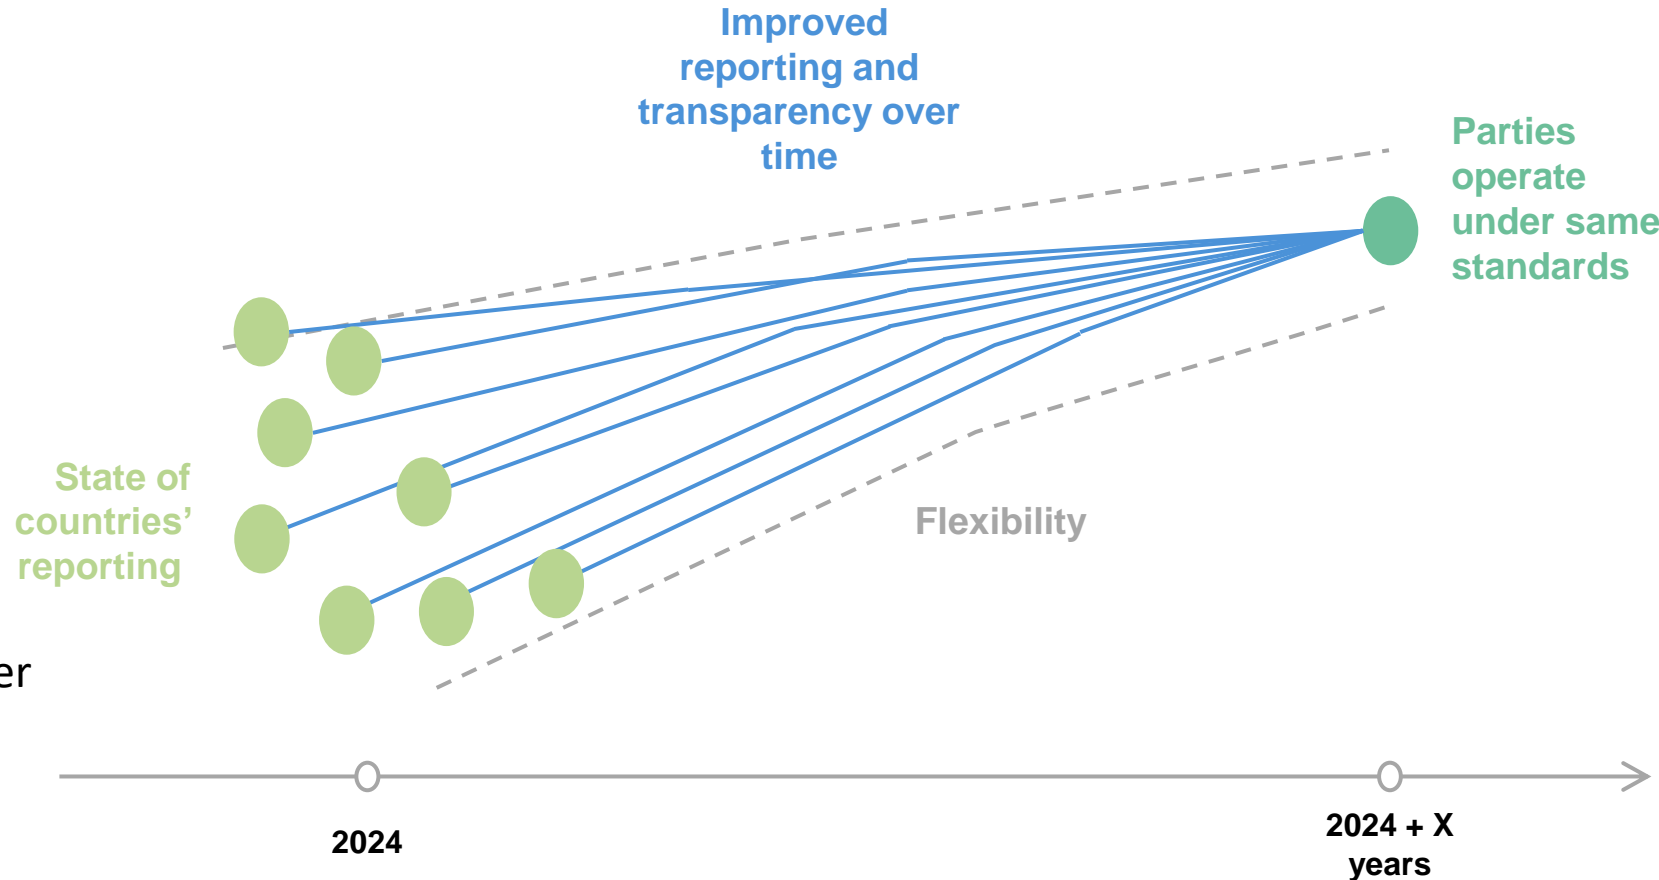 Improved
reporting and
transparency over
time
Parties
operate
under same
standards
State of
countries’
reporting
Flexibility
er
2024
2024 + X
years